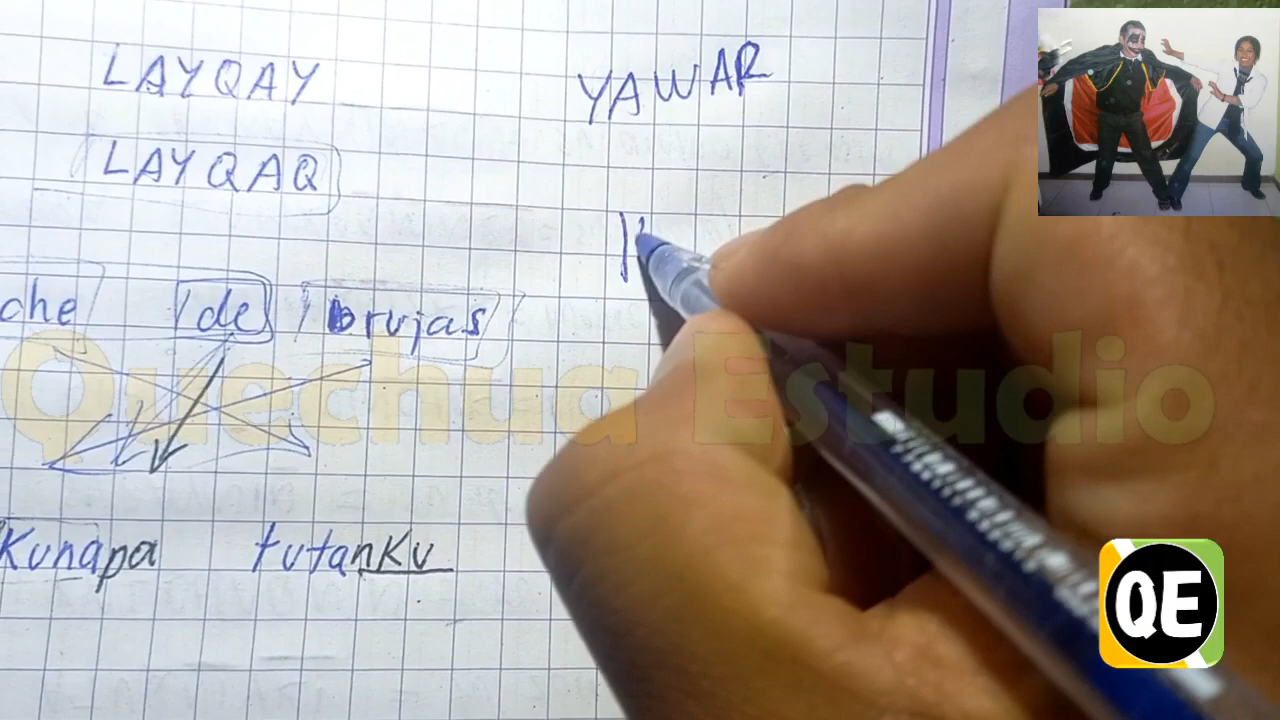 LAYQAY YAWAR
LAYQAQ
che de brujas
Quechua Estudio
Kunapa tutanku
QE